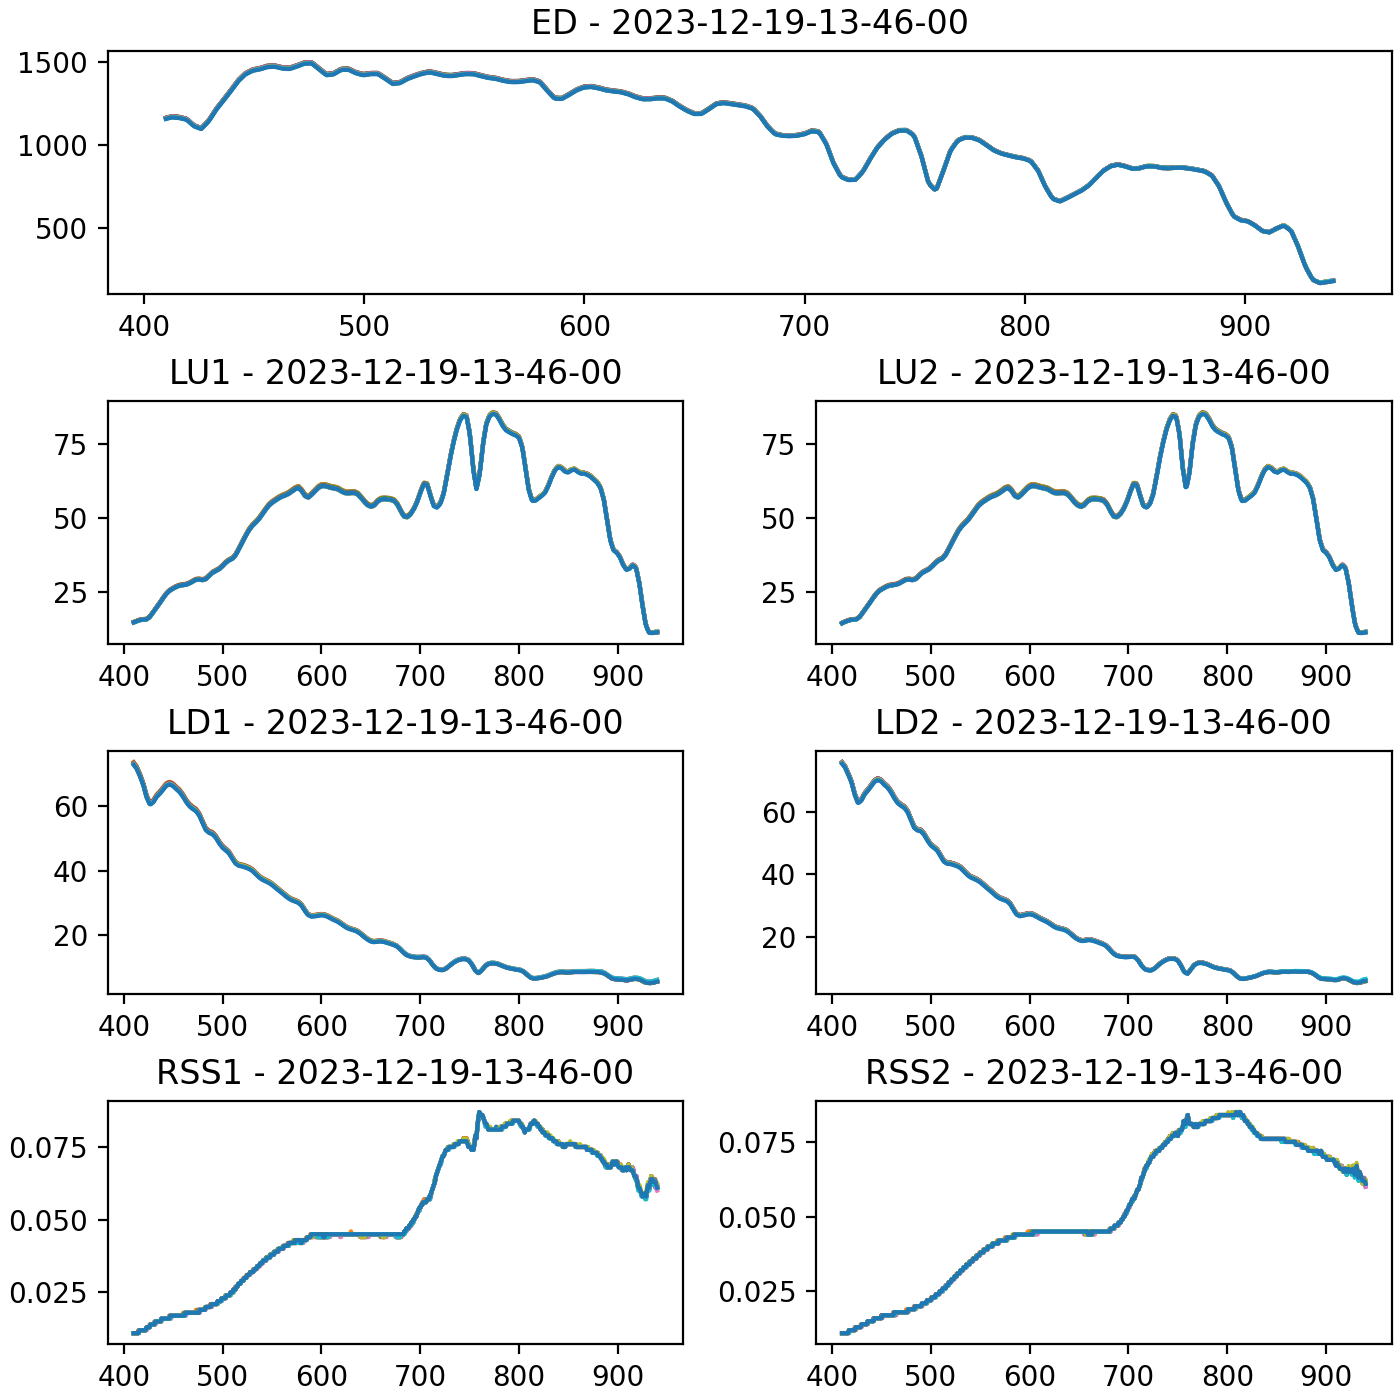 ED - 2023-12-19-13-46-00
1500
1000
500
400 500 600 700 800 900
LU1 - 2023-12-19-13-46-00
75
50
25
400 500 600 700 800 900
LU2 - 2023-12-19-13-46-00
75
50
25
400 500 600 700 800 900
LD1 - 2023-12-19-13-46-00
60
40
20
400 500 600 700 800 900
LD2 - 2023-12-19-13-46-00
60
40
20
400 500 600 700 800 900
RSS1 - 2023-12-19-13-46-00
0.075
0.050
0.025
400 500 600 700 800 900
RSS2 - 2023-12-19-13-46-00
0.075
0.050
0.025
400 500 600 700 800 900